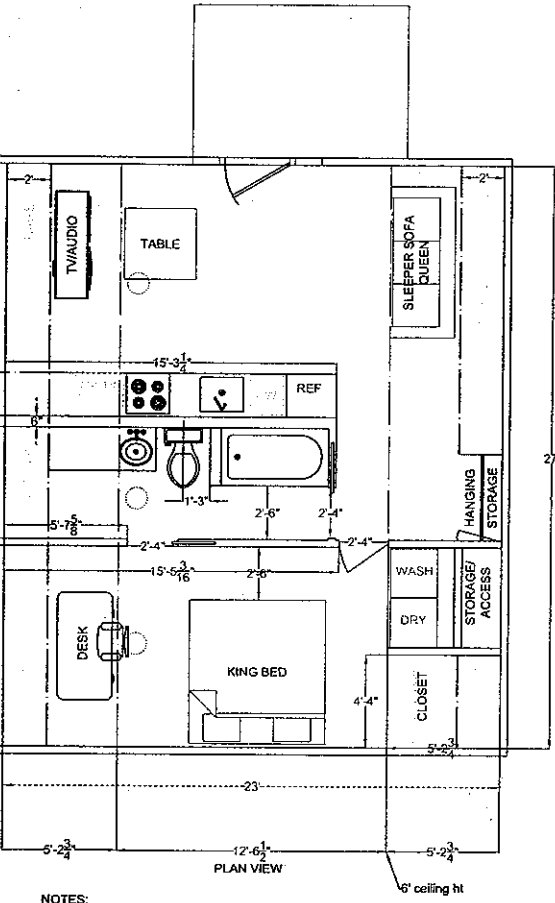 2'
2'
TV/AUDIO
TABLE
SLEEPER SOFA
QUEEN
15'-3 1/4"
REF
6"
1'-3"
2'-6"
2'-4"
HANGING
STORAGE
5'-7 5/8"
2'-4"
2'-4"
15'-5 3/16"
2'-6"
WASH
DRY
STORAGE/
ACCESS
DESK
KING BED
4'-4"
CLOSET
5'-2 3/4"
23'
5'-2 3/4"
12'-6 1/2"
5'-2 3/4"
PLAN VIEW
6' ceiling ht
NOTES: